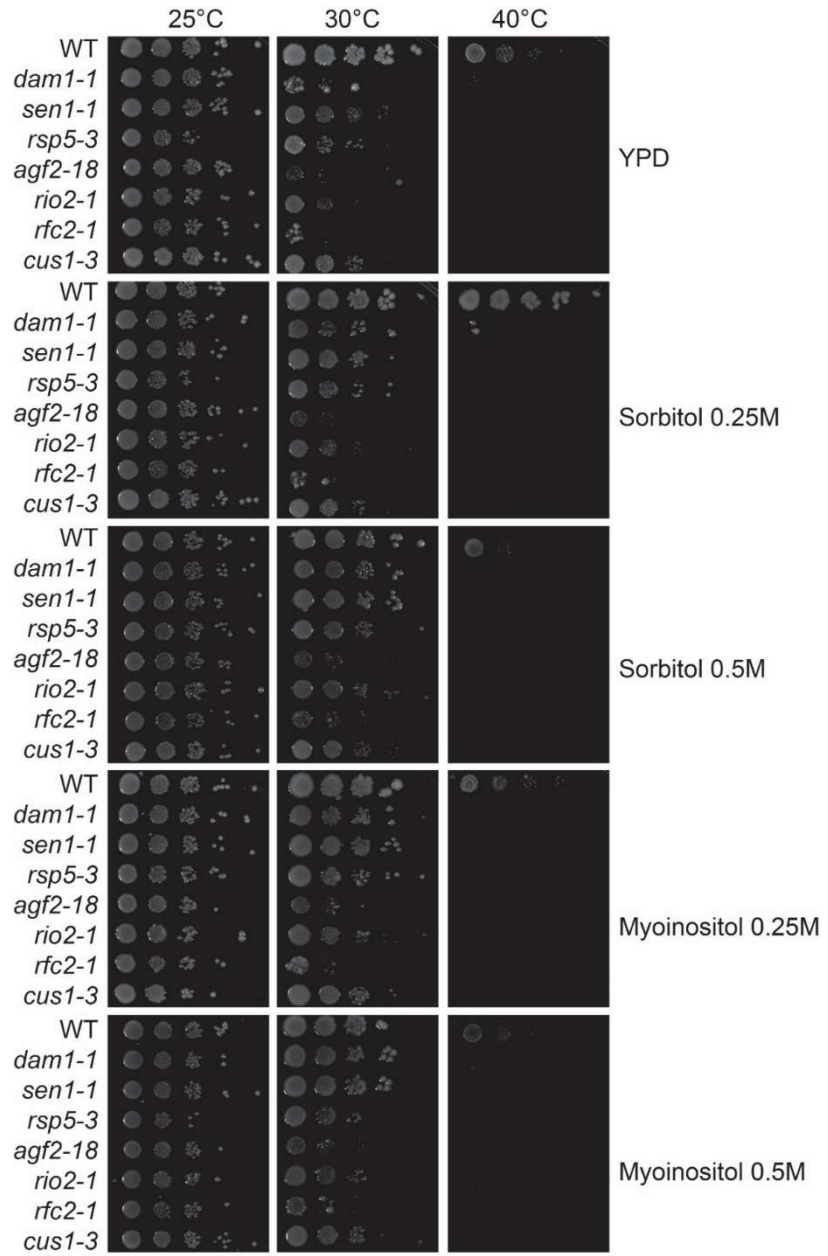 25°C 30°C 40°C
WT
dam1-1
sen1-1
rsp5-3
agf2-18
rio2-1
rfc2-1
cus1-3
YPD
WT
dam1-1
sen1-1
rsp5-3
agf2-18
rio2-1
rfc2-1
cus1-3
Sorbitol 0.25M
WT
dam1-1
sen1-1
rsp5-3
agf2-18
rio2-1
rfc2-1
cus1-3
Sorbitol 0.5M
WT
dam1-1
sen1-1
rsp5-3
agf2-18
rio2-1
rfc2-1
cus1-3
Myoinositol 0.25M
WT
dam1-1
sen1-1
rsp5-3
agf2-18
rio2-1
rfc2-1
cus1-3
Myoinositol 0.5M